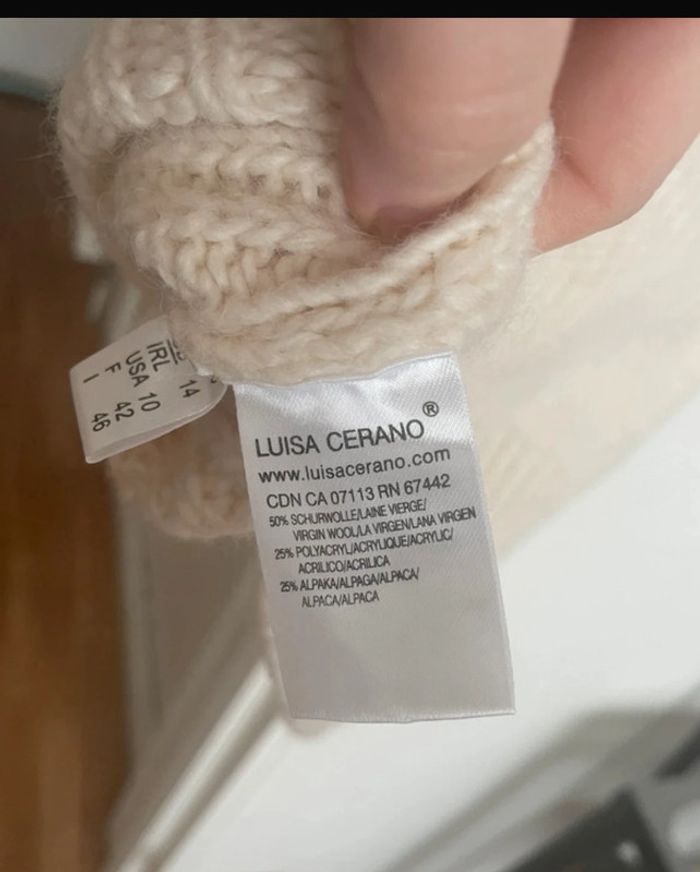 LUISA CERANO®
www.luisacerano.com
CDN CA 07113 RN 67442
50% SCHURWOLLE/LAINE VIERGE/
VIRGIN WOOL/LA VIRGEN/LANA VIRGEN
25% POLYACRYL/ACRYLIQUE/ACRYLIC/
ACRILICO/ACRILICA
25% ALPAKA/ALPAGA/ALPACA/
ALPACA/ALPACA
IRL 14
USA 10
F 42
I 46